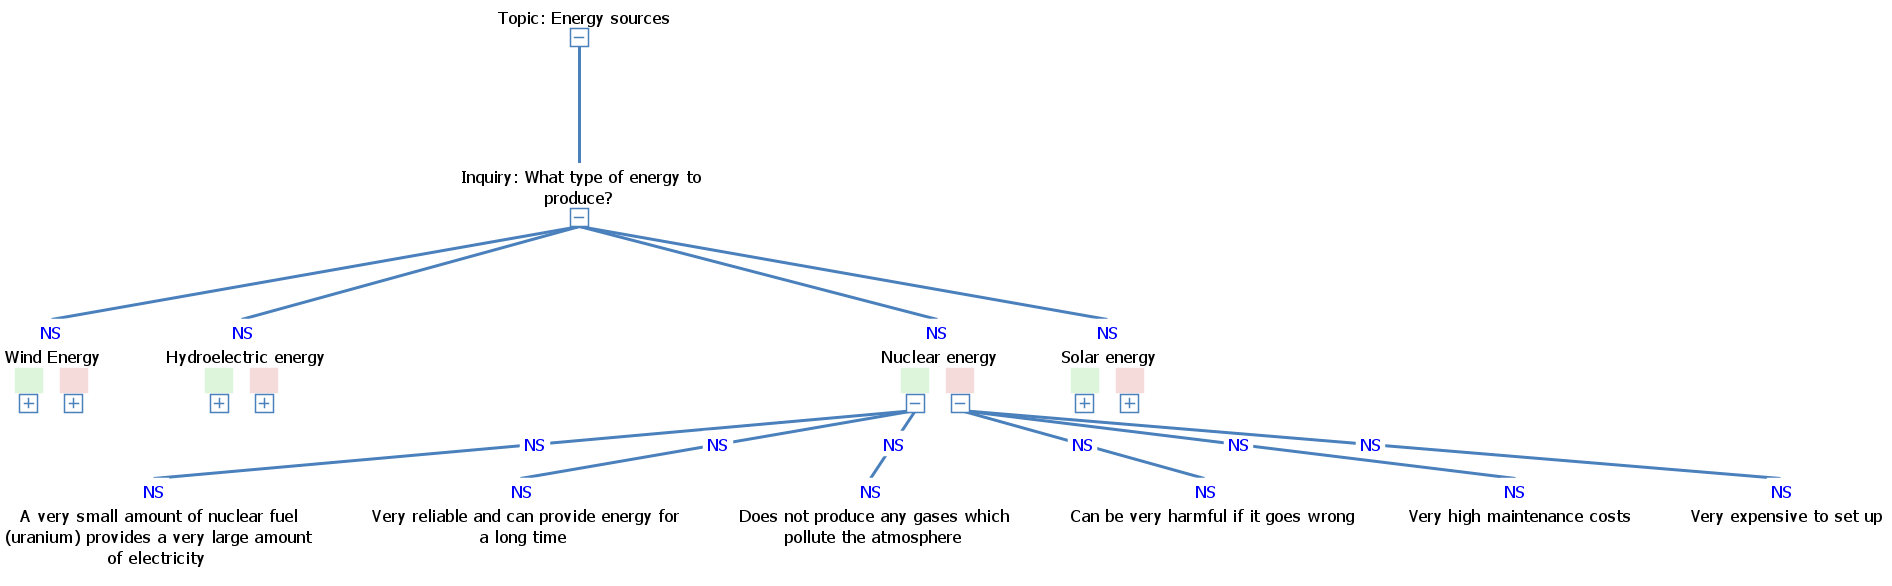 Topic: Energy sources
Inquiry: What type of energy to
produce?
NS NS NS NS
Wind Energy Hydroelectric energy Nuclear energy Solar energy
NS NS NS NS NS NS
NS NS NS NS NS NS
A very small amount of nuclear fuel
(uranium) provides a very large amount
of electricity
Very reliable and can provide energy for
a long time
Does not produce any gases which
pollute the atmosphere
Can be very harmful if it goes wrong
Very high maintenance costs
Very expensive to set up